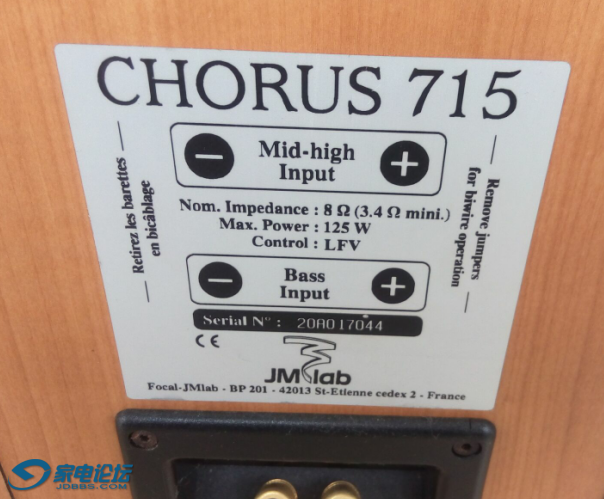 CHORUS 715
Mid-high
Input
Nom. Impedance : 8 Ω (3.4 Ω mini.)
Max. Power : 125 W
Control : LFV
Bass
Input
Retirez les barettes
en bicâblage
Remove jumpers
for biwire operation
Serial N° : 20A017044
CE
JMlab
Focal-JMlab - BP 201 - 42013 St-Etienne cedex 2 - France
家电论坛
JDBBS.COM